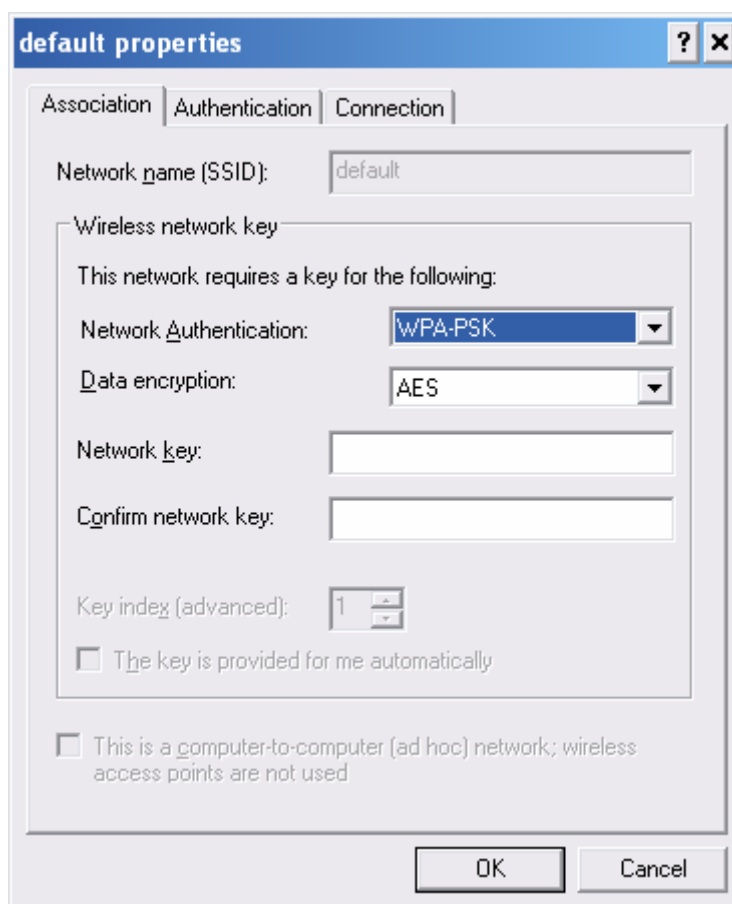 default properties
Association Authentication Connection
Network name (SSID): default
Wireless network key
This network requires a key for the following:
Network Authentication: WPA-PSK
Data encryption: AES
Network key:
Confirm network key:
Key index (advanced): 1
The key is provided for me automatically
This is a computer-to-computer (ad hoc) network; wireless
access points are not used
OK Cancel